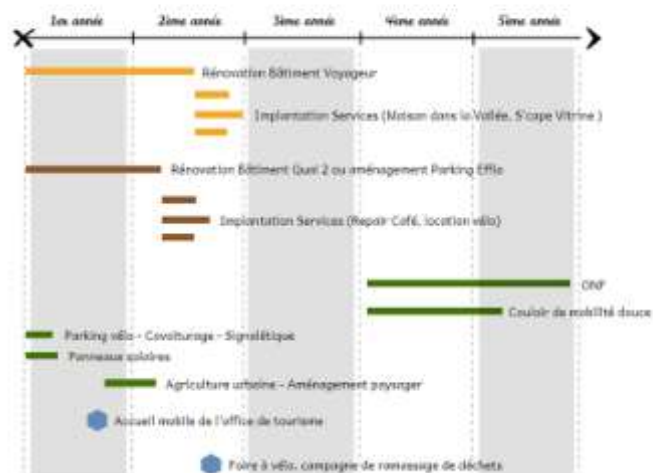 1er année 2ème année 3ème année 4ème année 5ème année
Rénovation Bâtiment Voyageur
Implantation Services (Maison dans la Vallée, S'cape Vitrine )
Rénovation Bâtiment Quai 2 ou aménagement Parking Effia
Implantation Services (Repair Café, location vélo)
ONF
Couloir de mobilité douce
Parking vélo - Covoiturage - Signalétique
Panneaux solaires
Agriculture urbaine - Aménagement paysager
Accueil mobile de l'office de tourisme
Foire à vélo, campagne de ramassage de déchets